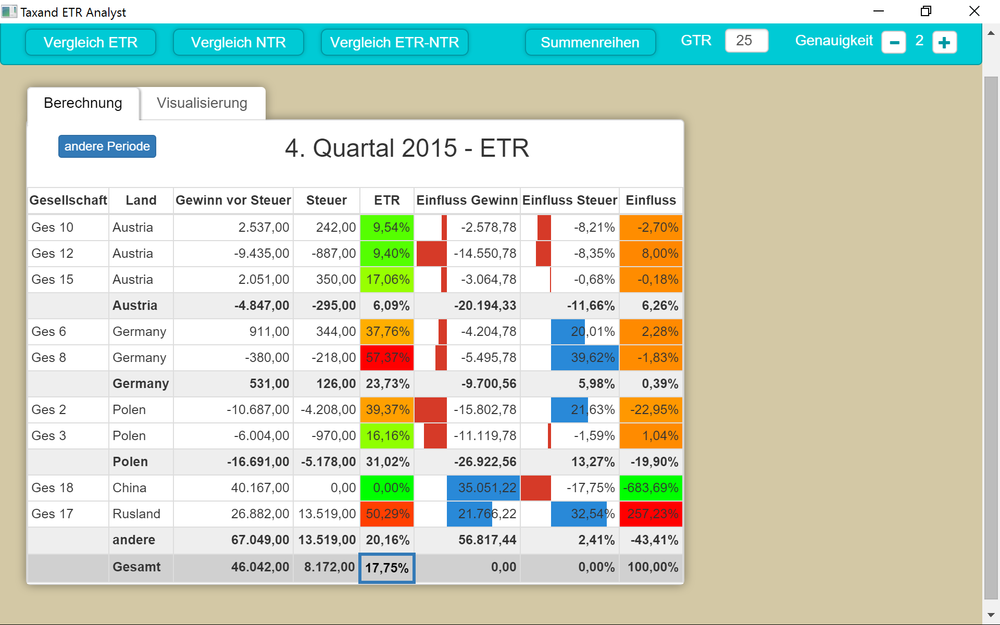 Taxand ETR Analyst
Vergleich ETR Vergleich NTR Vergleich ETR-NTR Summenreihen GTR 25 Genauigkeit − 2 +
Berechnung Visualisierung
andere Periode 4. Quartal 2015 - ETR
Gesellschaft Land Gewinn vor Steuer Steuer ETR Einfluss Gewinn Einfluss Steuer Einfluss
Ges 10 Austria 2.537,00 242,00 9,54% -2.578,78 -8,21% -2,70%
Ges 12 Austria -9.435,00 -887,00 9,40% -14.550,78 -8,35% 8,00%
Ges 15 Austria 2.051,00 350,00 17,06% -3.064,78 -0,68% -0,18%
Austria -4.847,00 -295,00 6,09% -20.194,33 -11,66% 6,26%
Ges 6 Germany 911,00 344,00 37,76% -4.204,78 20,01% 2,28%
Ges 8 Germany -380,00 -218,00 57,37% -5.495,78 39,62% -1,83%
Germany 531,00 126,00 23,73% -9.700,56 5,98% 0,39%
Ges 2 Polen -10.687,00 -4.208,00 39,37% -15.802,78 21,63% -22,95%
Ges 3 Polen -6.004,00 -970,00 16,16% -11.119,78 -1,59% 1,04%
Polen -16.691,00 -5.178,00 31,02% -26.922,56 13,27% -19,90%
Ges 18 China 40.167,00 0,00 0,00% 35.051,22 -17,75% -683,69%
Ges 17 Rusland 26.882,00 13.519,00 50,29% 21.766,22 32,54% 257,23%
andere 67.049,00 13.519,00 20,16% 56.817,44 2,41% -43,41%
Gesamt 46.042,00 8.172,00 17,75% 0,00 0,00% 100,00%